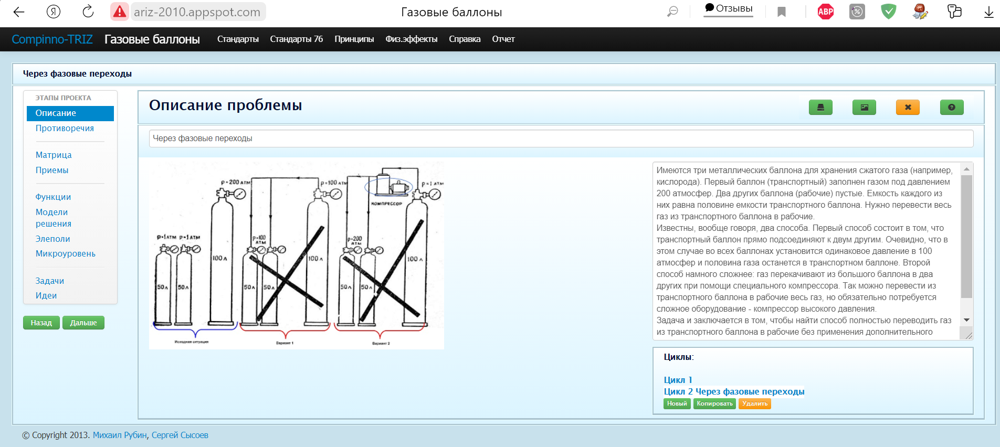 ariz-2010.appspot.com
Газовые баллоны
Отзывы
ABP
Compinno-TRIZ Газовые баллоны Стандарты Стандарты 76 Принципы Физ.эффекты Справка Отчет
Через фазовые переходы
ЭТАПЫ ПРОЕКТА
Описание
Противоречия
Матрица
Приемы
Функции
Модели
решения
Элеполи
Микроуровень
Задачи
Идеи
Назад Дальше
Описание проблемы
Через фазовые переходы
p=200 АТМ
p=1АТМ p=1АТМ
50л 50л 100 л
Исходная ситуация
p=100 АТМ
p=100
АТМ
50л 50л 100 л
Вариант 1
p=1 АТМ
КОМПРЕССОР
p=200
АТМ
50л 50л 100 л
Вариант 2
Имеются три металлических баллона для хранения сжатого газа (например,
кислорода). Первый баллон (транспортный) заполнен газом под давлением
200 атмосфер. Два других баллона (рабочие) пустые. Емкость каждого из
них равна половине емкости транспортного баллона. Нужно перевести весь
газ из транспортного баллона в рабочие.
Известны, вообще говоря, два способа. Первый способ состоит в том, что
транспортный баллон прямо подсоединяют к двум другим. Очевидно, что в
этом случае во всех баллонах установится одинаковое давление в 100
атмосфер и половина газа останется в транспортном баллоне. Второй
способ намного сложнее: газ перекачивают из большого баллона в два
других при помощи специального компрессора. Так можно перевести из
транспортного баллона в рабочие весь газ, но обязательно потребуется
сложное оборудование - компрессор высокого давления.
Задача и заключается в том, чтобы найти способ полностью переводить газ
из транспортного баллона в рабочие без применения дополнительного
Циклы:
Цикл 1
Цикл 2 Через фазовые переходы
Новый Копировать Удалить
© Copyright 2013. Михаил Рубин, Сергей Сысоев